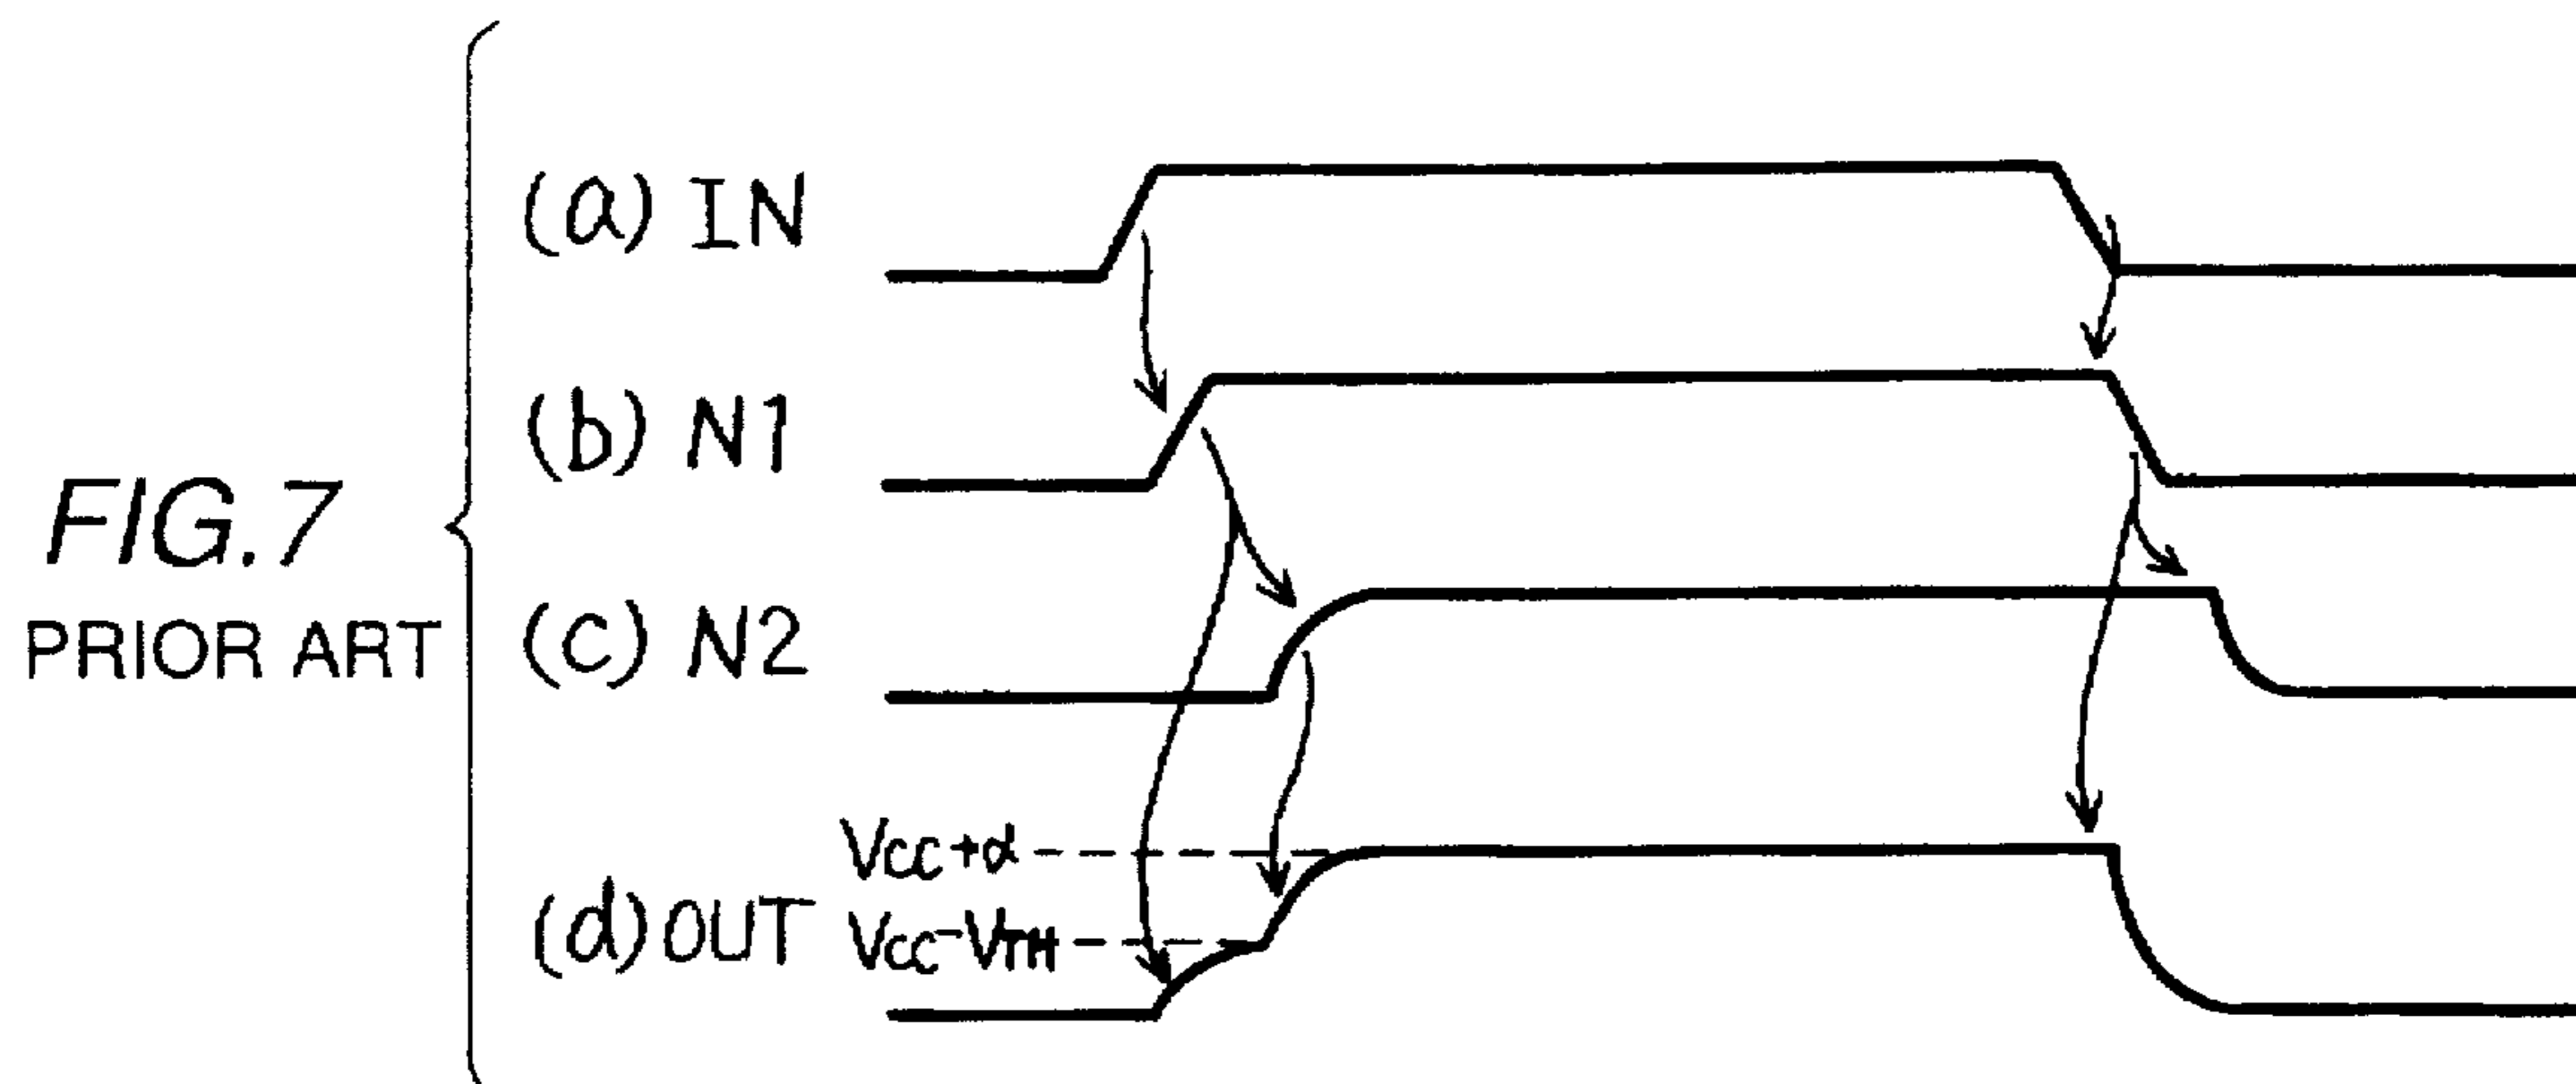 FIG.7
PRIOR ART
(a) IN
(b) N1
(c) N2
Vcc+α
(d) OUT Vcc-VTH